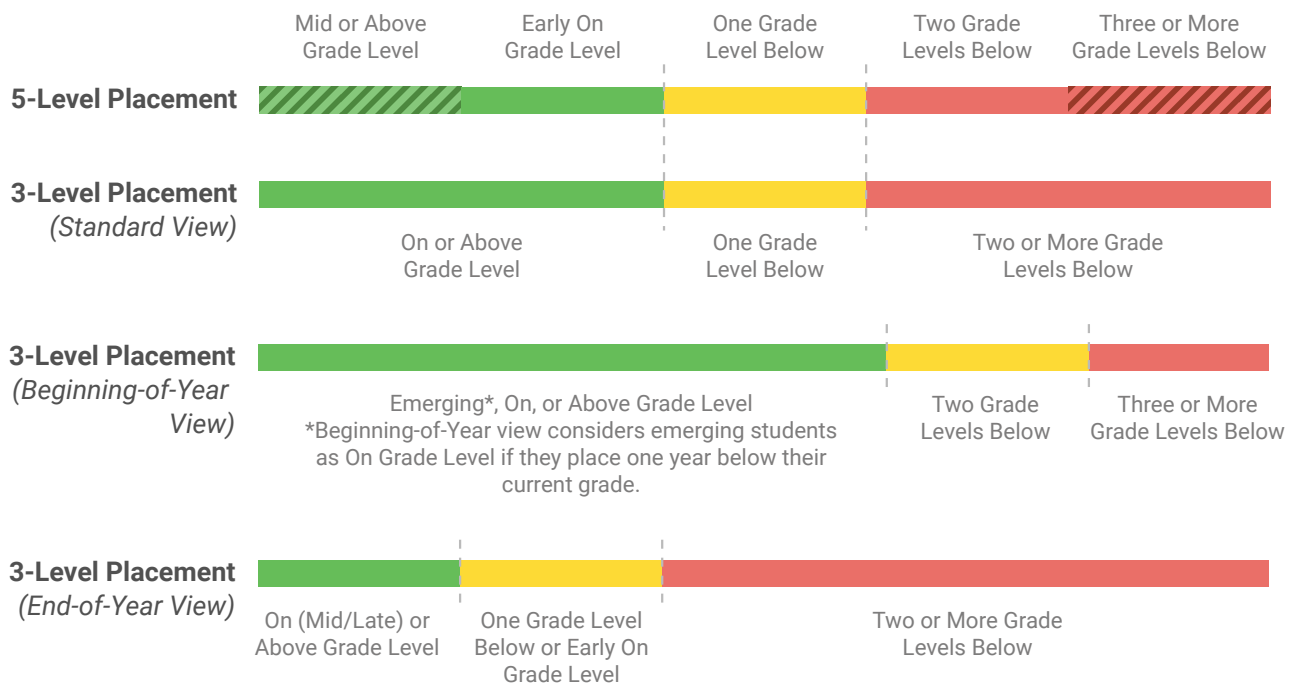 Mid or Above
Grade Level
Early On
Grade Level
One Grade
Level Below
Two Grade
Levels Below
Three or More
Grade Levels Below
5-Level Placement
3-Level Placement
(Standard View)
On or Above
Grade Level
One Grade
Level Below
Two or More Grade
Levels Below
3-Level Placement
(Beginning-of-Year
View)
Emerging*, On, or Above Grade Level
*Beginning-of-Year view considers emerging students
as On Grade Level if they place one year below their
current grade.
Two Grade
Levels Below
Three or More
Grade Levels Below
3-Level Placement
(End-of-Year View)
On (Mid/Late) or
Above Grade Level
One Grade Level
Below or Early On
Grade Level
Two or More Grade
Levels Below